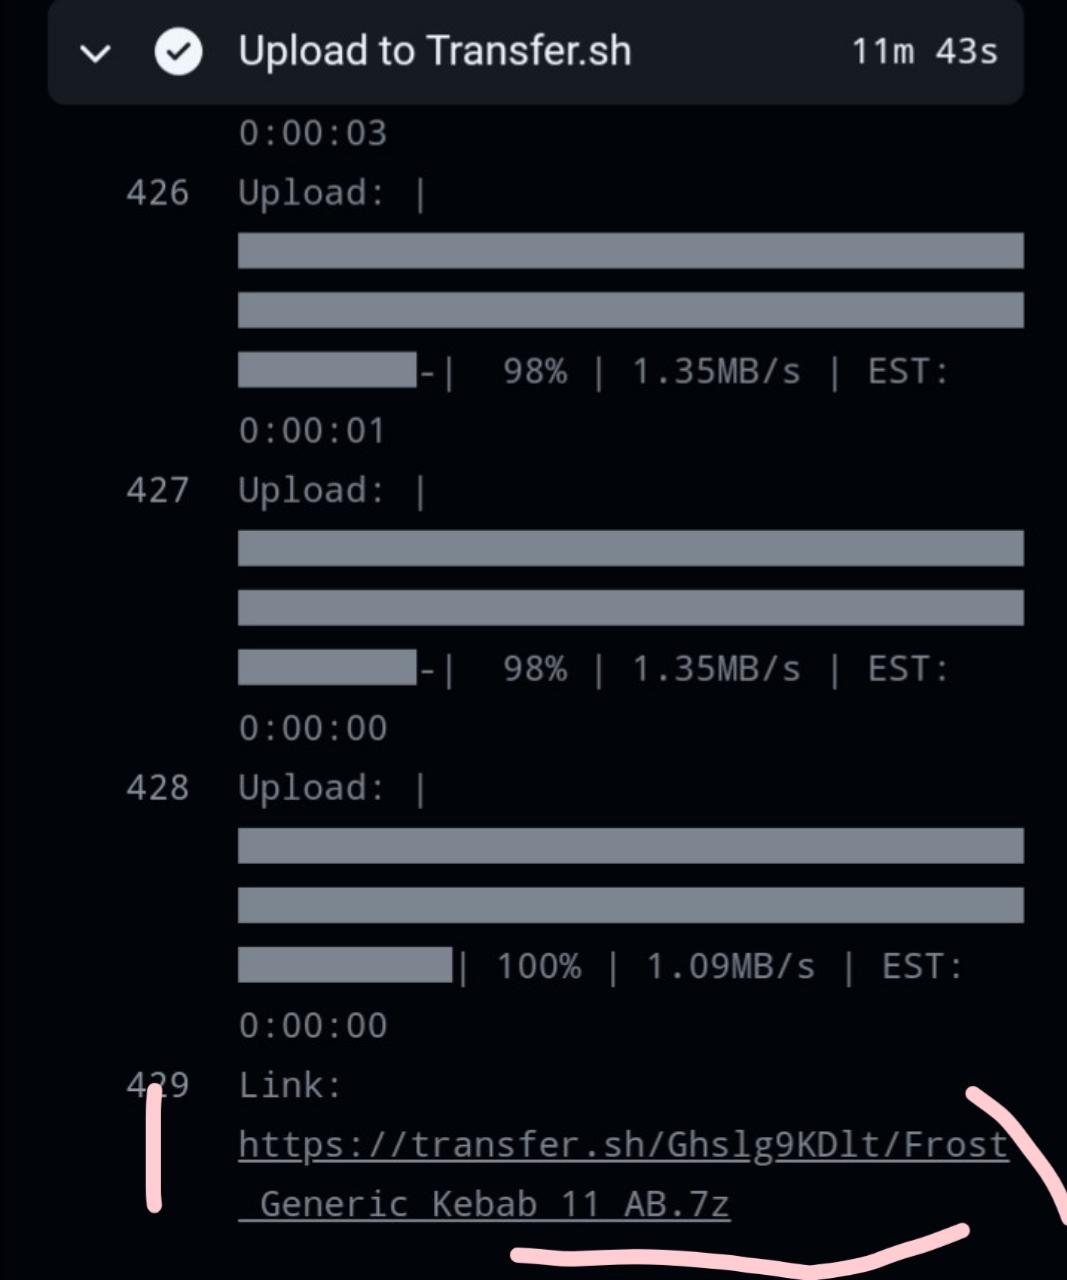 Upload to Transfer.sh 11m 43s
0:00:03
426 Upload: |
-| 98% | 1.35MB/s | EST:
0:00:01
427 Upload: |
-| 98% | 1.35MB/s | EST:
0:00:00
428 Upload: |
| 100% | 1.09MB/s | EST:
0:00:00
429 Link:
https://transfer.sh/Ghslg9KDlt/Frost
_Generic_Kebab_11_AB.7z